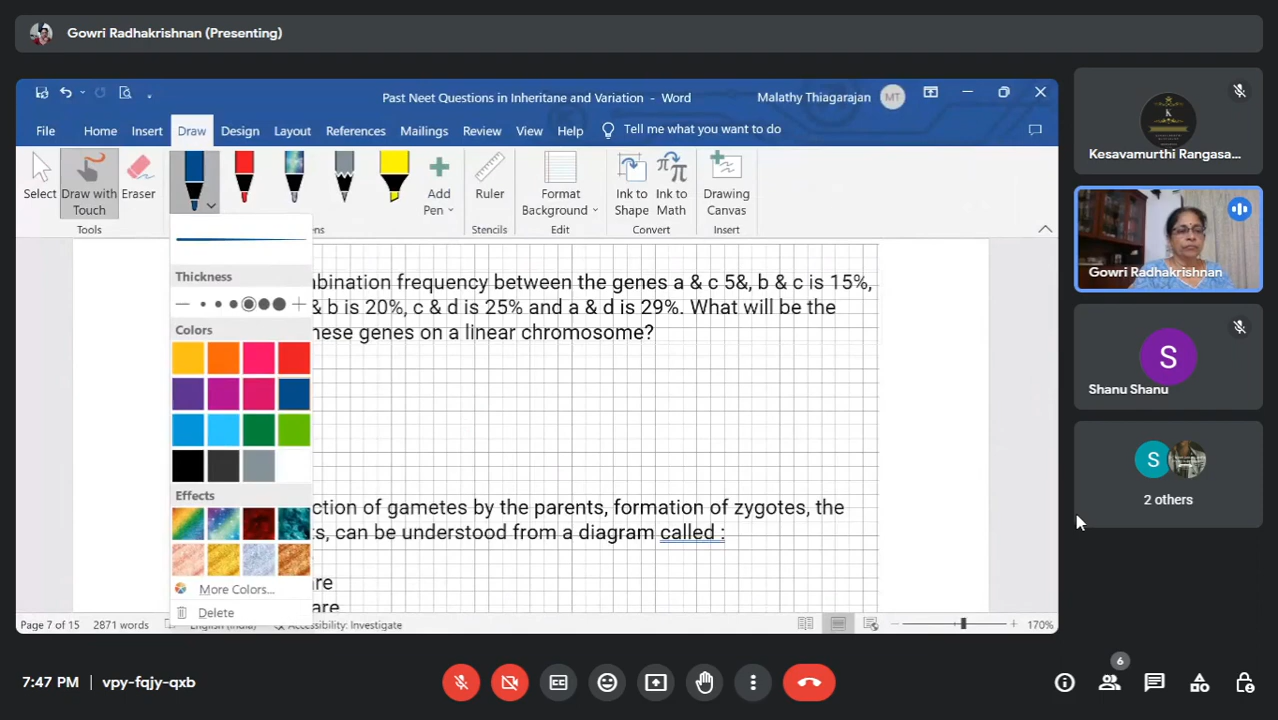 Gowri Radhakrishnan (Presenting)
Past Neet Questions in Inheritane and Variation - Word
Malathy Thiagarajan MT
File Home Insert Draw Design Layout References Mailings Review View Help Tell me what you want to do
Select Draw with Touch Eraser
Add Pen
Ruler
Format Background
Ink to Shape
Ink to Math
Drawing Canvas
Tools
ens
Stencils
Edit
Convert
Insert
Thickness
Colors
Effects
More Colors...
Delete
mbination frequency between the genes a & c 5&, b & c is 15%,
& b is 20%, c & d is 25% and a & d is 29%. What will be the
hese genes on a linear chromosome?
ction of gametes by the parents, formation of zygotes, the
s, can be understood from a diagram called :
are
are
Page 7 of 15 2871 words English (India) Accessibility: Investigate 170%
K
Kesavamurthi Rangasa...
Gowri Radhakrishnan
S
Shanu Shanu
S
2 others
7:47 PM | vpy-fqjy-qxb
6